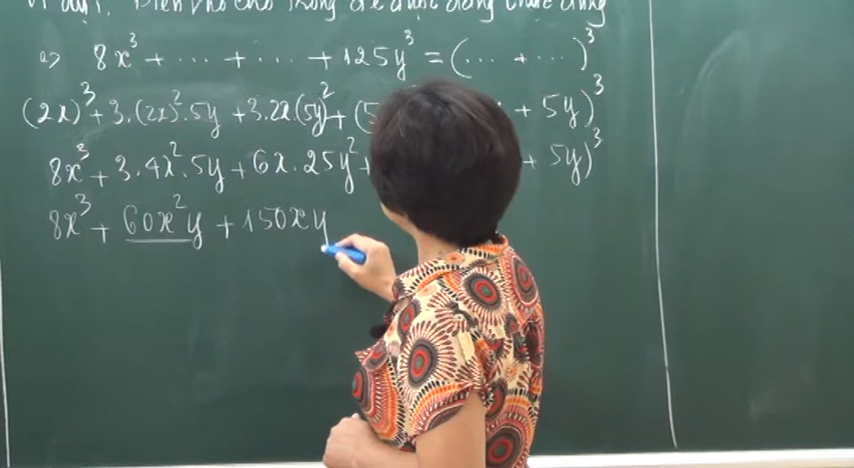 a) 8x³ + ... + ... + 125y³ = (... + ...)³
(2x)³ + 3.(2x)².5y + 3.2x.(5y)² + (5 + 5y)³
8x³ + 3.4x².5y + 6x.25y² + + 5y)³
8x³ + 60x²y + 150xy